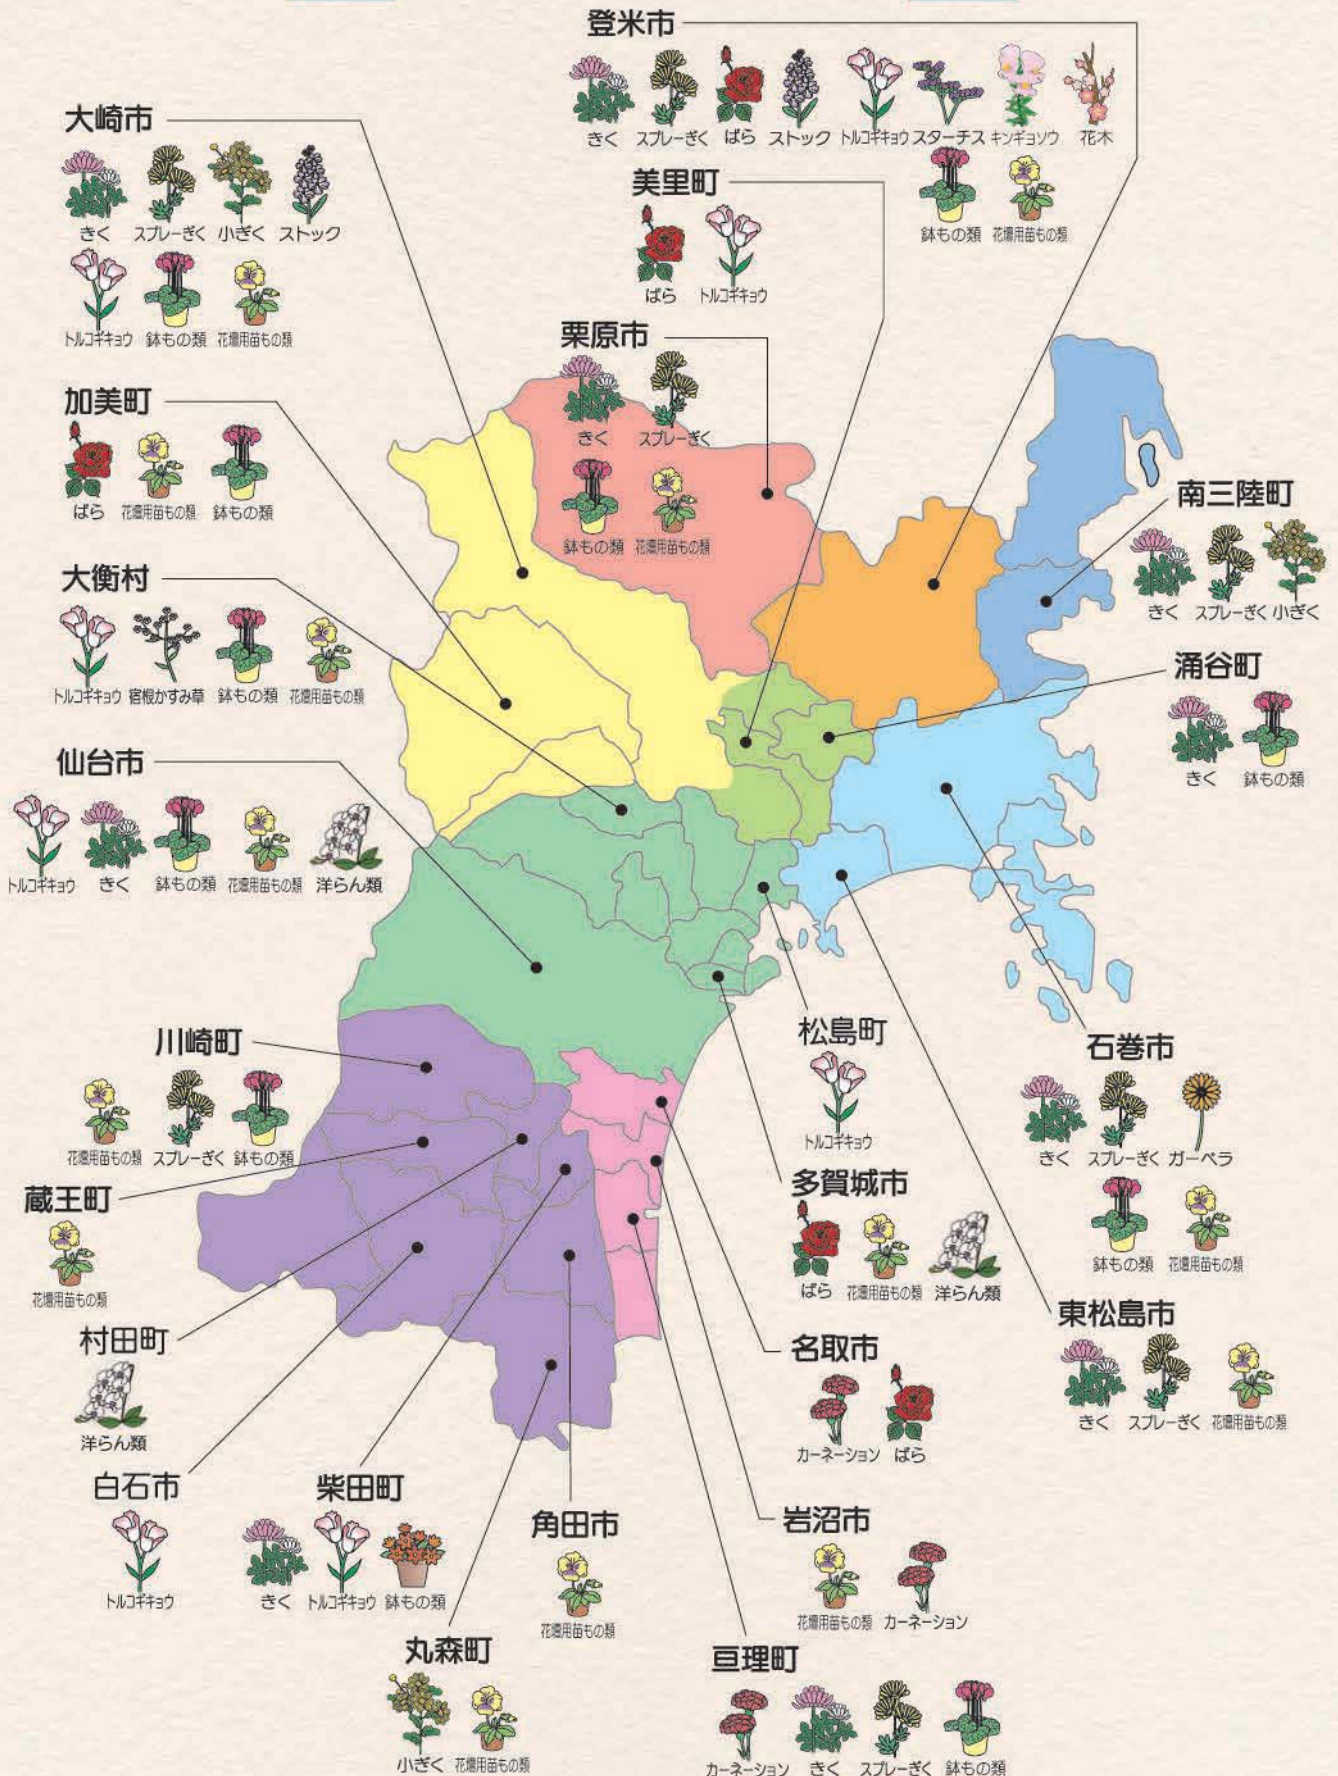 登米市
きく スプレーぎく ばら ストック トルコギキョウ スターチス キンギョソウ 花木
鉢もの類 花壇用苗もの類
大崎市
きく スプレーぎく 小ぎく ストック
トルコギキョウ 鉢もの類 花壇用苗もの類
美里町
ばら トルコギキョウ
栗原市
きく スプレーぎく
鉢もの類 花壇用苗もの類
加美町
ばら 花壇用苗もの類 鉢もの類
南三陸町
きく スプレーぎく 小ぎく
大衡村
トルコギキョウ 宿根かすみ草 鉢もの類 花壇用苗もの類
涌谷町
きく 鉢もの類
仙台市
トルコギキョウ きく 鉢もの類 花壇用苗もの類 洋らん類
川崎町
花壇用苗もの類 スプレーぎく 鉢もの類
松島町
トルコギキョウ
石巻市
きく スプレーぎく ガーベラ
鉢もの類 花壇用苗もの類
蔵王町
花壇用苗もの類
多賀城市
ばら 花壇用苗もの類 洋らん類
東松島市
きく スプレーぎく 花壇用苗もの類
村田町
洋らん類
名取市
カーネーション ばら
白石市
トルコギキョウ
柴田町
きく トルコギキョウ 鉢もの類
角田市
花壇用苗もの類
岩沼市
花壇用苗もの類 カーネーション
丸森町
小ぎく 花壇用苗もの類
亘理町
カーネーション きく スプレーぎく 鉢もの類